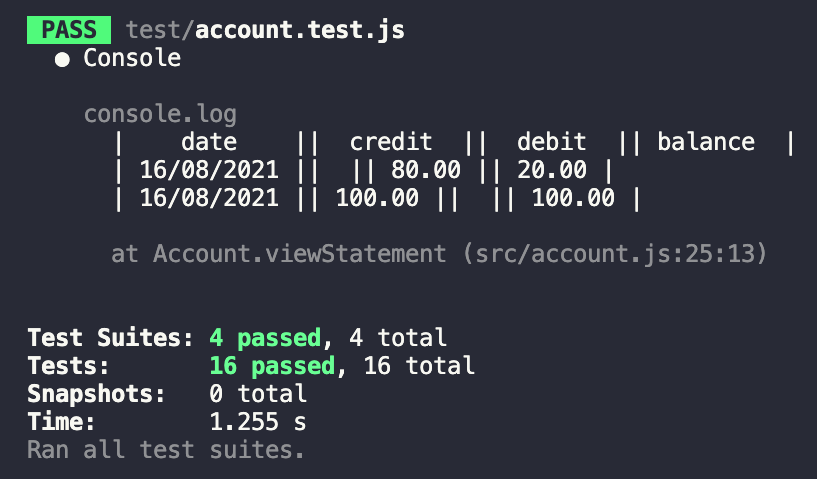 PASS test/account.test.js
● Console
console.log
|    date    ||  credit  ||  debit  || balance  |
| 16/08/2021 ||  || 80.00 || 20.00 |
| 16/08/2021 || 100.00 ||  || 100.00 |
at Account.viewStatement (src/account.js:25:13)
Test Suites: 4 passed, 4 total
Tests:       16 passed, 16 total
Snapshots:   0 total
Time:        1.255 s
Ran all test suites.